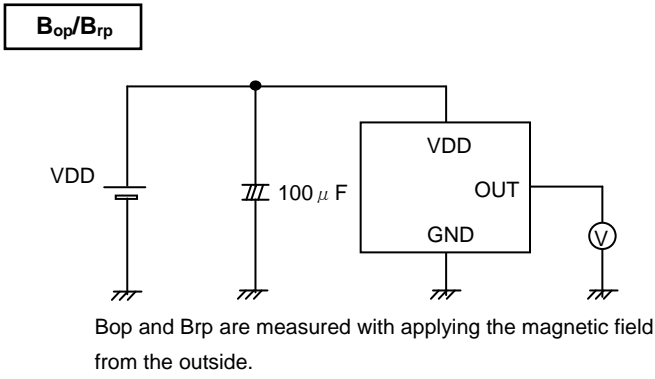 Bop/Brp
VDD
VDD
100 μ F
OUT
GND
V
Bop and Brp are measured with applying the magnetic field
from the outside.